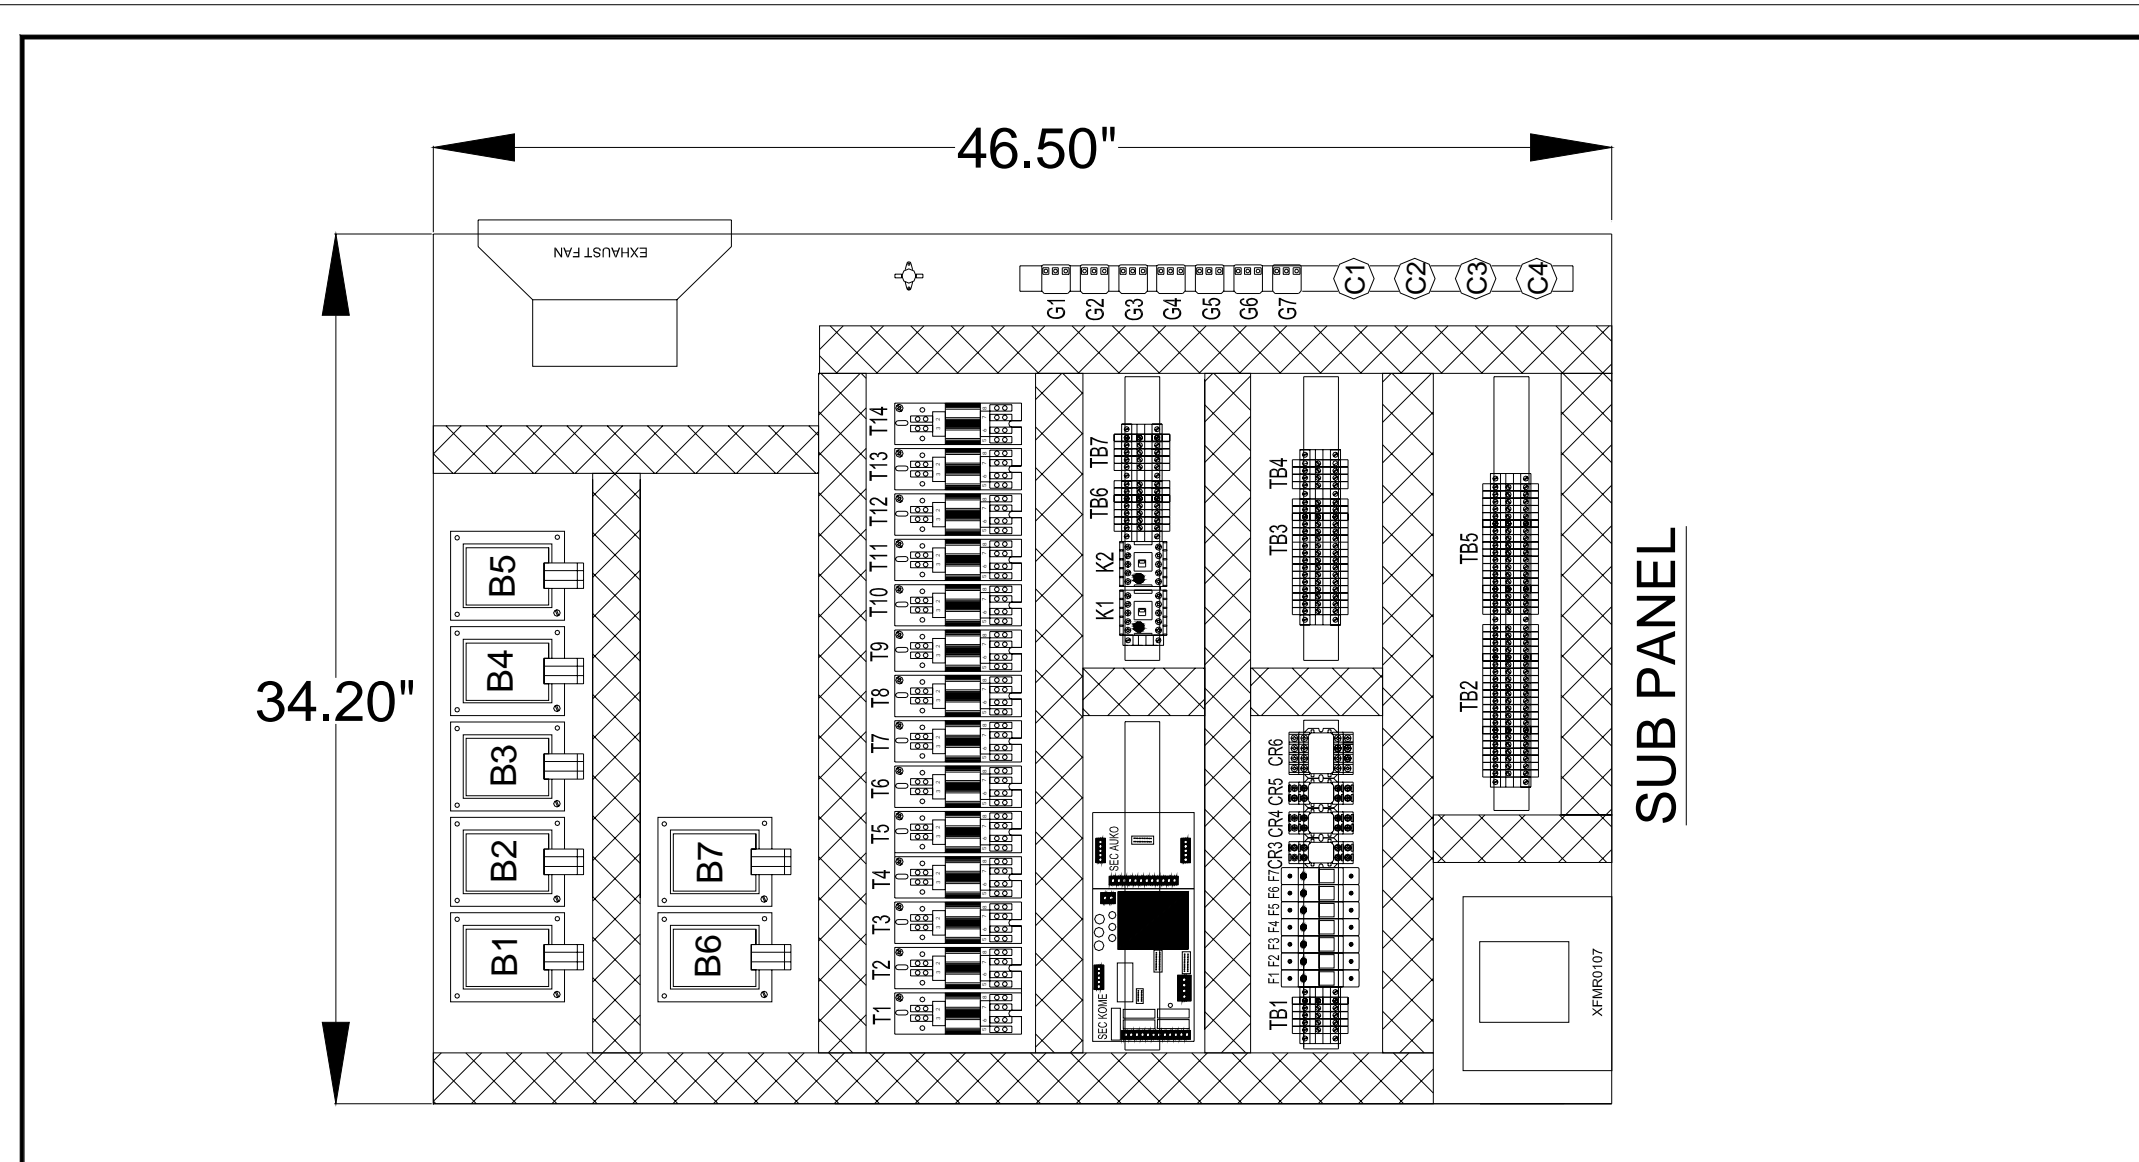 46.50"
34.20"
EXHAUST FAN
G1
G2
G3
G4
G5
G6
G7
C1
C2
C3
C4
T14
T13
T12
T11
T10
T9
T8
T7
T6
T5
T4
T3
T2
T1
B5
B4
B3
B2
B1
B7
B6
TB7
TB6
K2
K1
SEC AUKO
SEC KOME
TB4
TB3
CR6
CR5
CR4
CR3
F7
F6
F5
F4
F3
F2
F1
TB1
TB5
TB2
XFMR0107
SUB PANEL